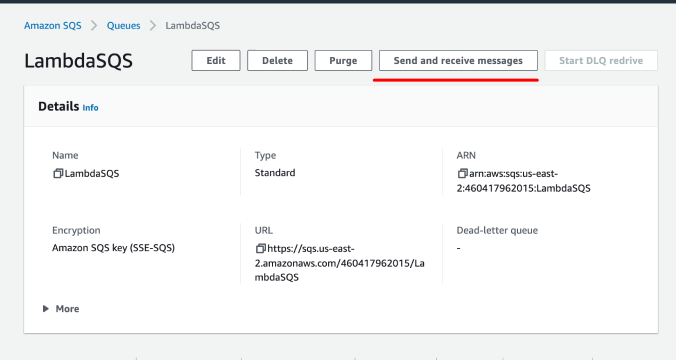 Amazon SQS > Queues > LambdaSQS
LambdaSQS Edit Delete Purge Send and receive messages Start DLQ redrive
Details Info
Name Type ARN
LambdaSQS Standard arn:aws:sqs:us-east-
2:460417962015:LambdaSQS
Encryption URL Dead-letter queue
Amazon SQS key (SSE-SQS) https://sqs.us-east- -
2.amazonaws.com/460417962015/La
mbdaSQS
More